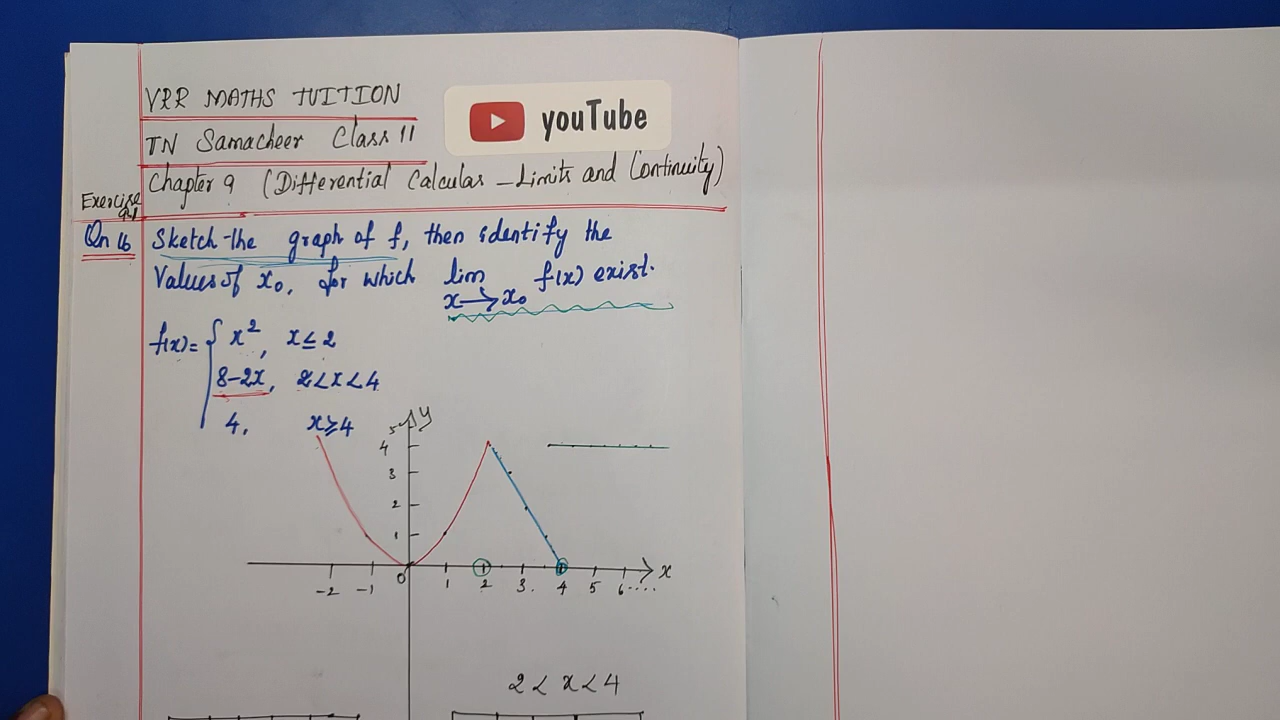 VRR MATHS TUITION
youTube
TN Samacheer Class 11
Chapter 9 (Differential Calculas - Limits and Continuity)
Exercise 9.1
Qn 16 Sketch the graph of f, then identify the
Values of x₀, for which lim x→x₀ f(x) exist.
f(x)= { x², x≤2
8-2x, 2<x<4
4, x≥4
y
5
4
3
2
1
-2 -1 0 1 2 3. 4 5 6.... x
2 < x < 4